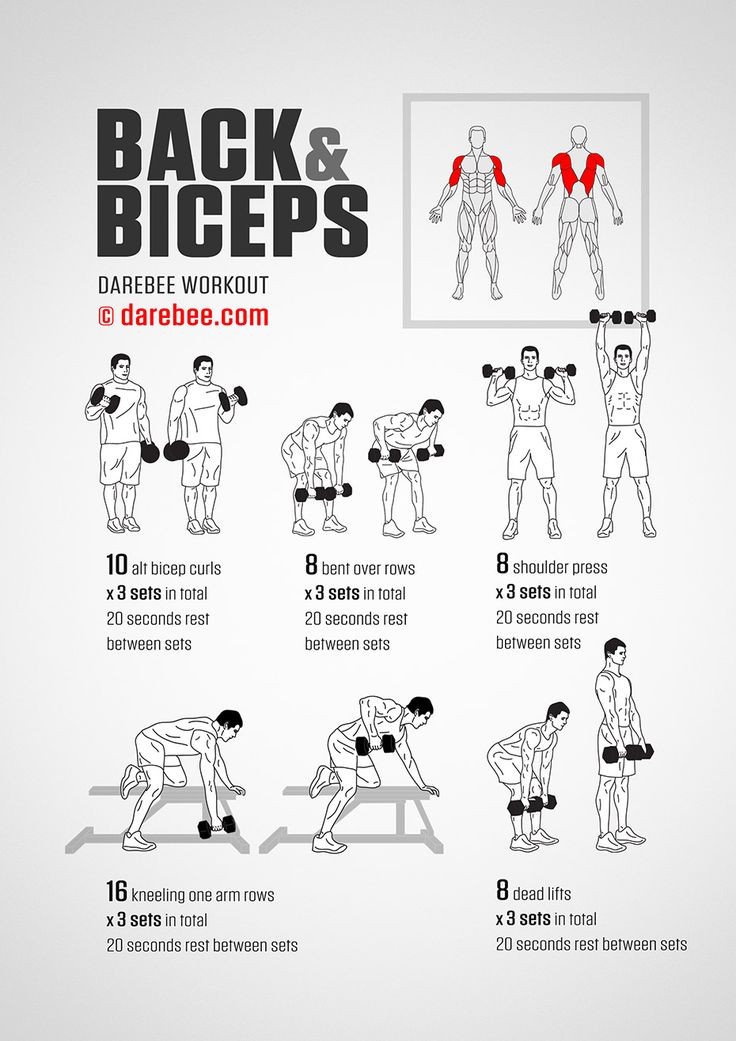 BACK &
BICEPS
DAREBEE WORKOUT
© darebee.com
10 alt bicep curls
x 3 sets in total
20 seconds rest
between sets
8 bent over rows
x 3 sets in total
20 seconds rest
between sets
8 shoulder press
x 3 sets in total
20 seconds rest
between sets
16 kneeling one arm rows
x 3 sets in total
20 seconds rest between sets
8 dead lifts
x 3 sets in total
20 seconds rest between sets